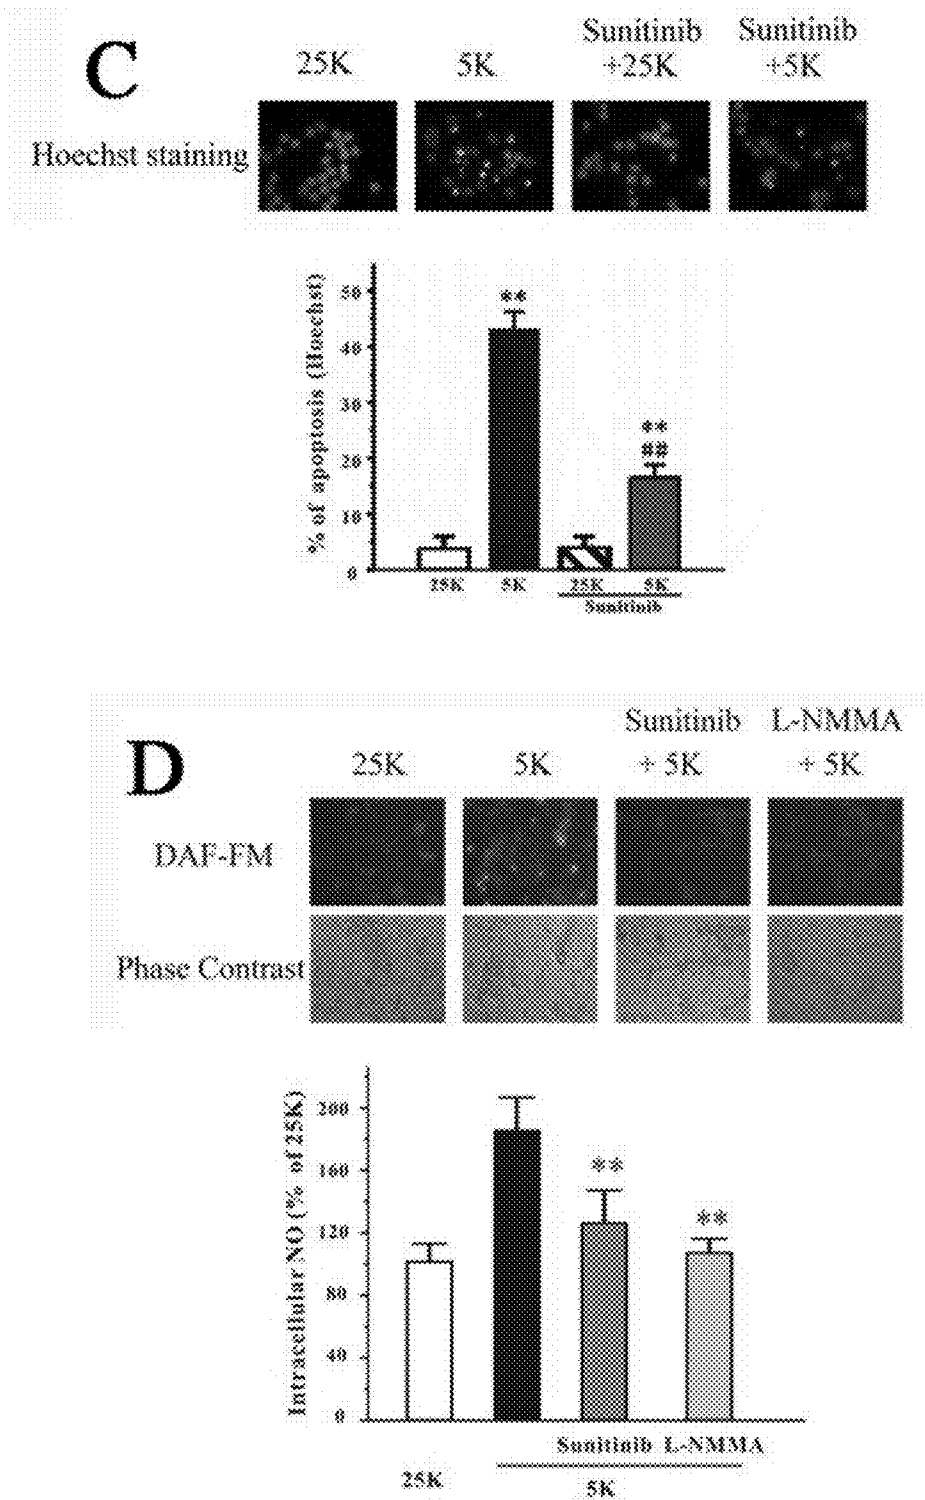 C
25K
5K
Sunitinib
+25K
Sunitinib
+5K
Hoechst staining
% of apoptosis (Hoechst)
50
40
30
20
10
0
**
**
##
25K
5K
25K
5K
Sunitinib
D
25K
5K
Sunitinib
+ 5K
L-NMMA
+ 5K
DAF-FM
Phase Contrast
Intracellular NO (% of 25K)
200
160
120
80
40
0
**
**
Sunitinib L-NMMA
25K
5K